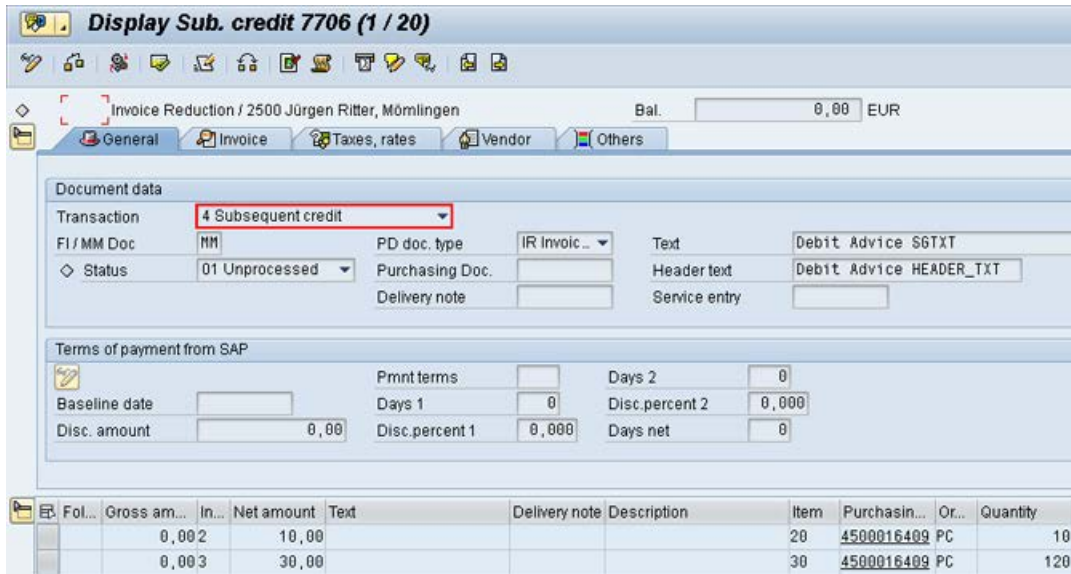 Display Sub. credit 7706 (1 / 20)
Invoice Reduction / 2500 Jürgen Ritter, Mömlingen Bal. 0,00 EUR
General Invoice Taxes, rates Vendor Others
Document data
Transaction 4 Subsequent credit
FI / MM Doc MM PD doc. type IR Invoic... Text Debit Advice SGTXT
Status 01 Unprocessed Purchasing Doc. Header text Debit Advice HEADER_TXT
Delivery note Service entry
Terms of payment from SAP
Pmnt terms Days 2 0
Baseline date Days 1 0 Disc.percent 2 0,000
Disc. amount 0,00 Disc.percent 1 0,000 Days net 0
Fol... Gross am... In... Net amount Text Delivery note Description Item Purchasin... Or... Quantity
0,00 2 10,00 20 4500016409 PC 10
0,00 3 30,00 30 4500016409 PC 120